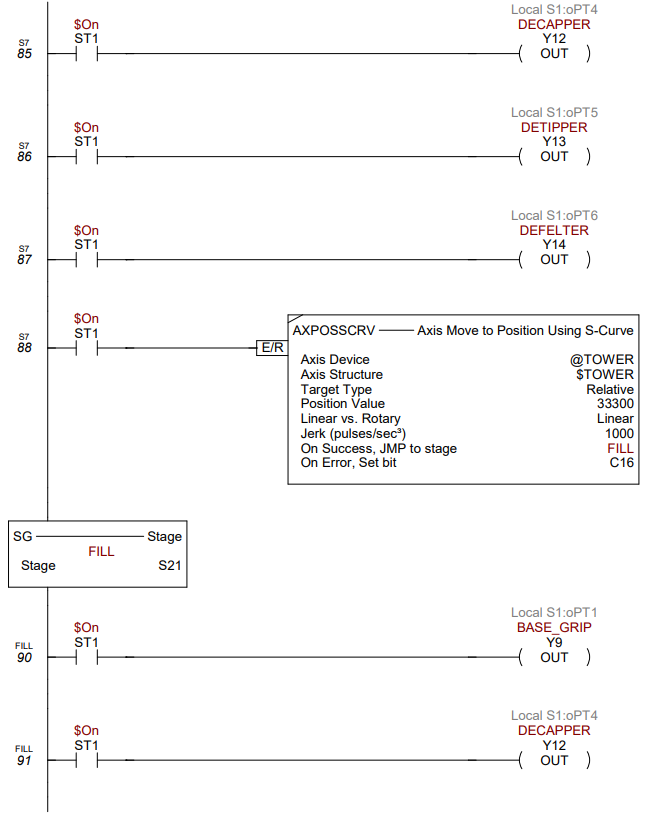 Local S1:oPT4
$On DECAPPER
ST1 Y12
S7
85 OUT
Local S1:oPT5
$On DETIPPER
ST1 Y13
S7
86 OUT
Local S1:oPT6
$On DEFELTER
ST1 Y14
S7
87 OUT
$On
ST1
S7
88
E/R
AXPOSSCRV Axis Move to Position Using S-Curve
Axis Device @TOWER
Axis Structure $TOWER
Target Type Relative
Position Value 33300
Linear vs. Rotary Linear
Jerk (pulses/sec³) 1000
On Success, JMP to stage FILL
On Error, Set bit C16
SG Stage
FILL
Stage S21
Local S1:oPT1
$On BASE_GRIP
ST1 Y9
FILL
90 OUT
Local S1:oPT4
$On DECAPPER
ST1 Y12
FILL
91 OUT